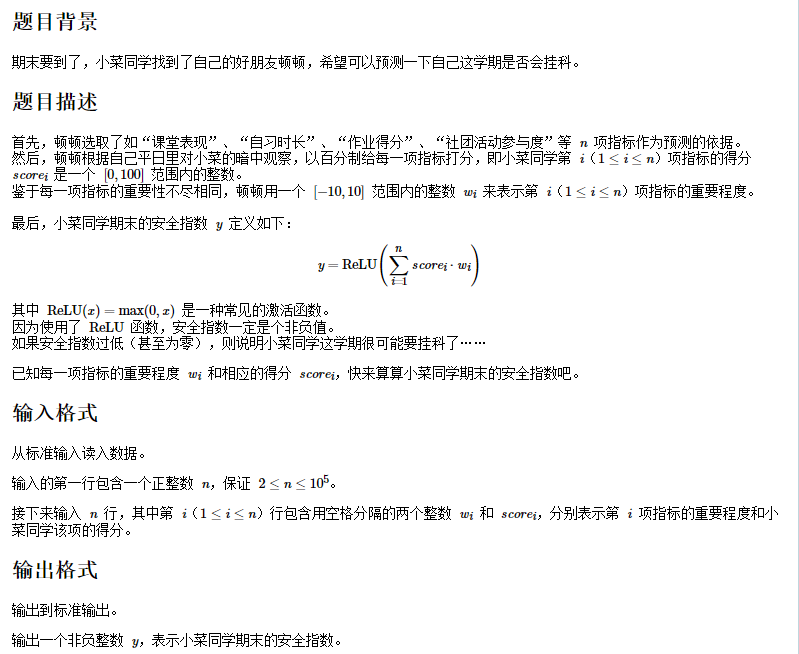 题目背景
期末要到了，小菜同学找到了自己的好朋友顿顿，希望可以预测一下自己这学期是否会挂科。
题目描述
首先，顿顿选取了如“课堂表现”、“自习时长”、“作业得分”、“社团活动参与度”等 n 项指标作为预测的依据。
然后，顿顿根据自己平日里对小菜的暗中观察，以百分制给每一项指标打分，即小菜同学第 i（1 ≤ i ≤ n）项指标的得分
score_i 是一个 [0, 100] 范围内的整数。
鉴于每一项指标的重要性不尽相同，顿顿用一个 [−10, 10] 范围内的整数 w_i 来表示第 i（1 ≤ i ≤ n）项指标的重要程度。
最后，小菜同学期末的安全指数 y 定义如下：
y = ReLU(∑_{i=1}^{n} score_i · w_i)
其中 ReLU(x) = max(0, x) 是一种常见的激活函数。
因为使用了 ReLU 函数，安全指数一定是个非负值。
如果安全指数过低（甚至为零），则说明小菜同学这学期很可能要挂科了……
已知每一项指标的重要程度 w_i 和相应的得分 score_i，快来算算小菜同学期末的安全指数吧。
输入格式
从标准输入读入数据。
输入的第一行包含一个正整数 n，保证 2 ≤ n ≤ 10^5。
接下来输入 n 行，其中第 i（1 ≤ i ≤ n）行包含用空格分隔的两个整数 w_i 和 score_i，分别表示第 i 项指标的重要程度和小
菜同学该项的得分。
输出格式
输出到标准输出。
输出一个非负整数 y，表示小菜同学期末的安全指数。